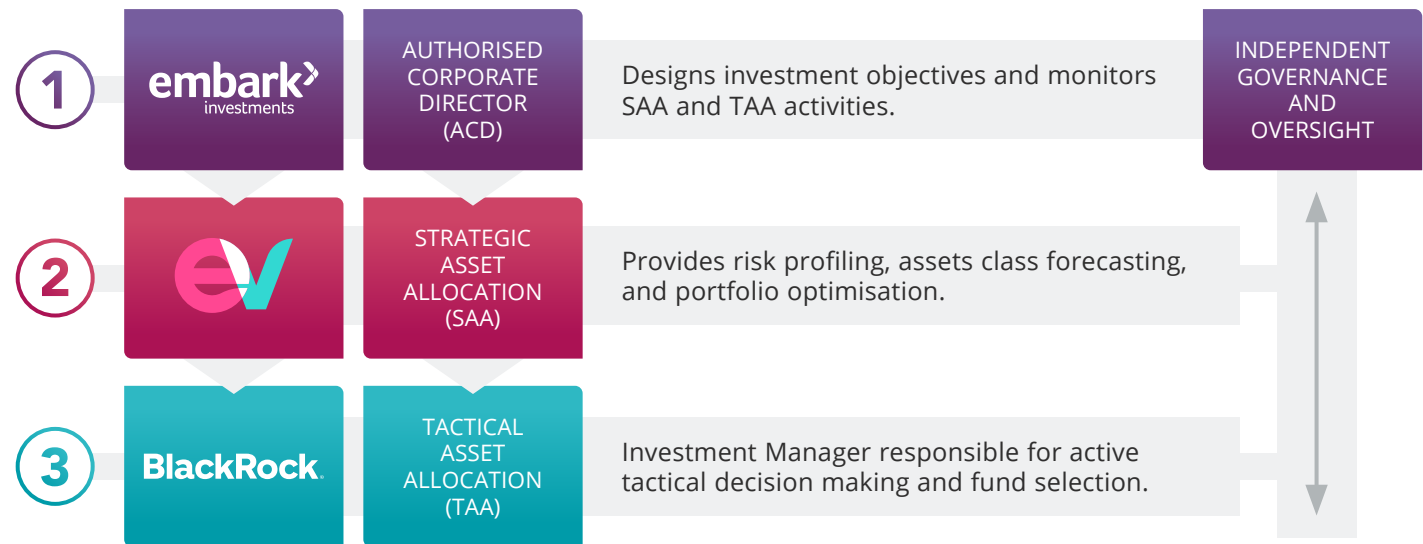 1
embark
investments
AUTHORISED
CORPORATE
DIRECTOR
(ACD)
Designs investment objectives and monitors
SAA and TAA activities.
INDEPENDENT
GOVERNANCE
AND
OVERSIGHT
2
ev
STRATEGIC
ASSET
ALLOCATION
(SAA)
Provides risk profiling, assets class forecasting,
and portfolio optimisation.
3
BlackRock.
TACTICAL
ASSET
ALLOCATION
(TAA)
Investment Manager responsible for active
tactical decision making and fund selection.